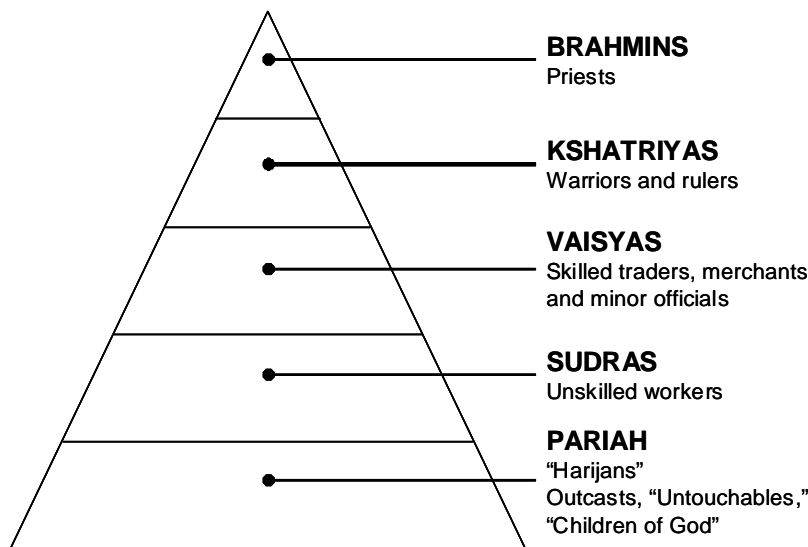 BRAHMINS
Priests
KSHATRIYAS
Warriors and rulers
VAISYAS
Skilled traders, merchants
and minor officials
SUDRAS
Unskilled workers
PARIAH
“Harijans”
Outcasts, “Untouchables,”
“Children of God”